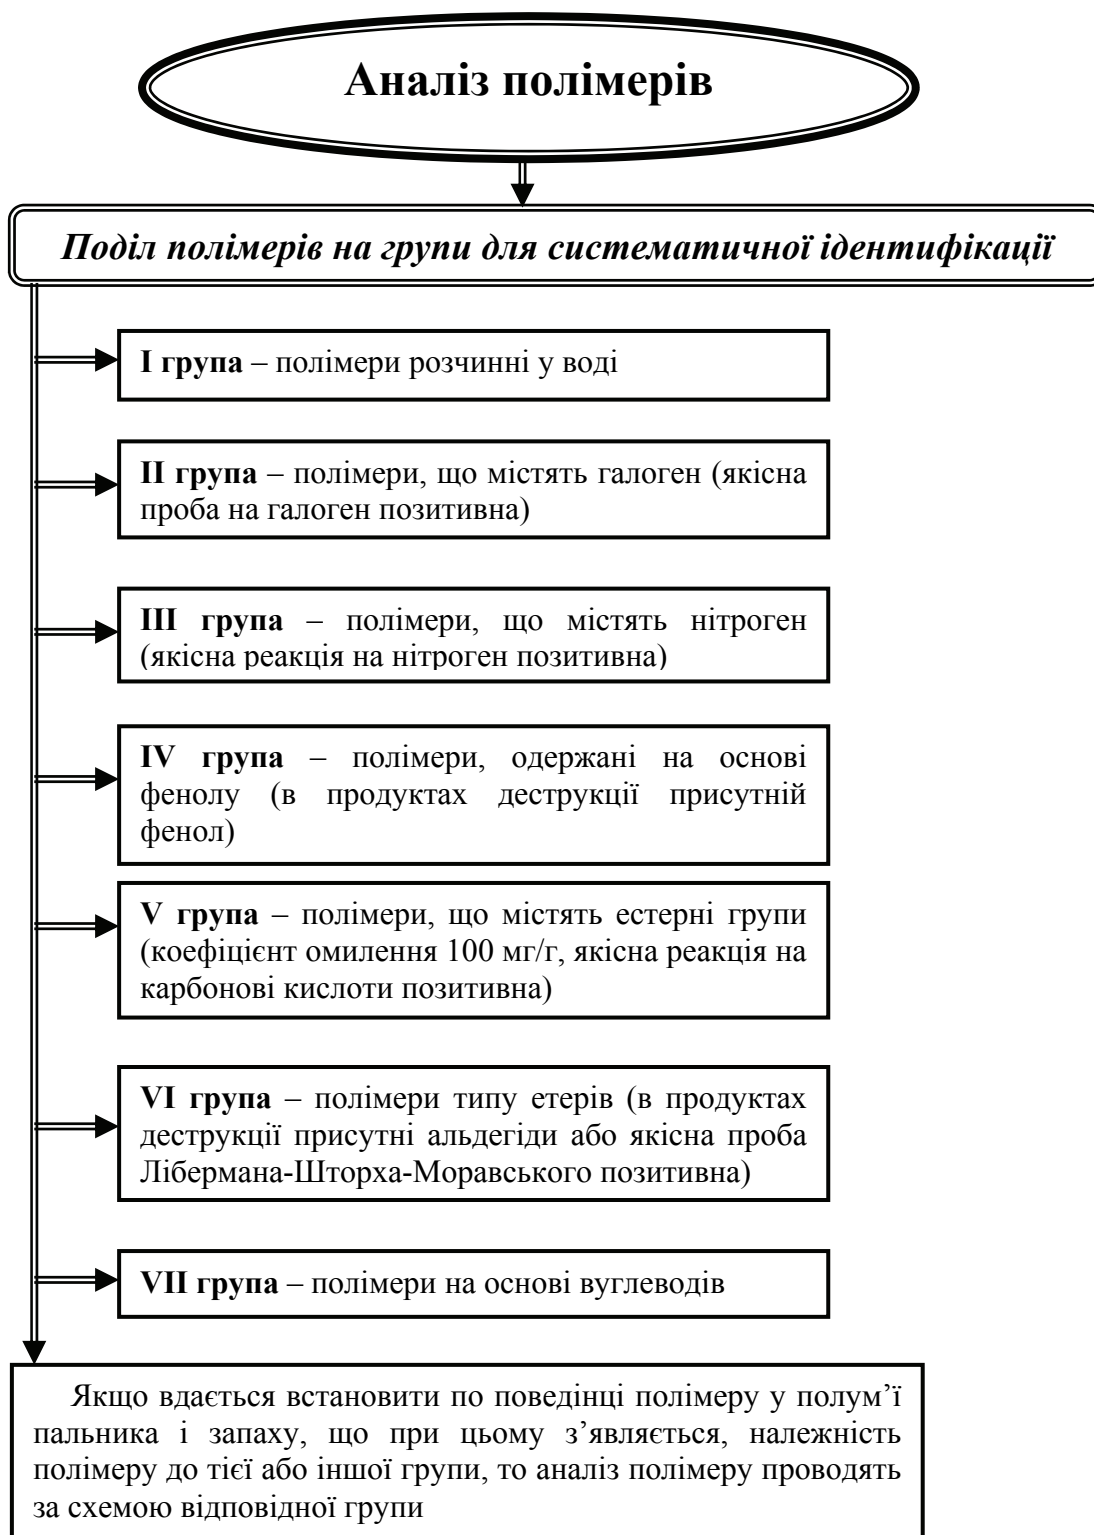 Аналіз полімерів
Поділ полімерів на групи для систематичної ідентифікації
I група – полімери розчинні у воді
II група – полімери, що містять галоген (якісна
проба на галоген позитивна)
III група – полімери, що містять нітроген
(якісна реакція на нітроген позитивна)
IV група – полімери, одержані на основі
фенолу (в продуктах деструкції присутній
фенол)
V група – полімери, що містять естерні групи
(коефіцієнт омилення 100 мг/г, якісна реакція на
карбонові кислоти позитивна)
VI група – полімери типу етерів (в продуктах
деструкції присутні альдегіди або якісна проба
Лібермана-Шторха-Моравського позитивна)
VII група – полімери на основі вуглеводів
Якщо вдається встановити по поведінці полімеру у полум’ї
пальника і запаху, що при цьому з’являється, належність
полімеру до тієї або іншої групи, то аналіз полімеру проводять
за схемою відповідної групи